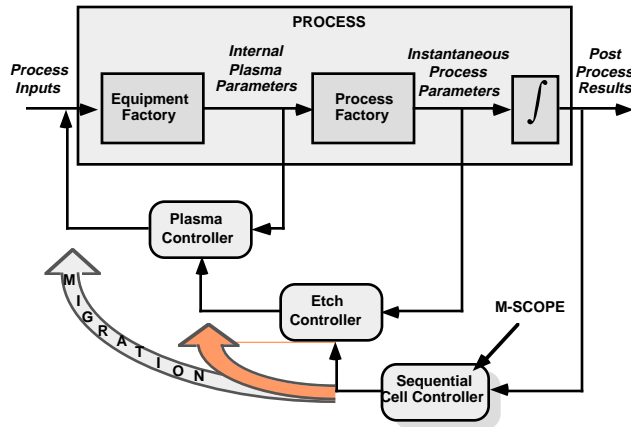 PROCESS
Process
Inputs
Internal
Plasma
Parameters
Instantaneous
Process
Parameters
Post
Process
Results
Equipment
Factory
Process
Factory
∫
Plasma
Controller
Etch
Controller
M-SCOPE
Sequential
Cell Controller
MIGRATION